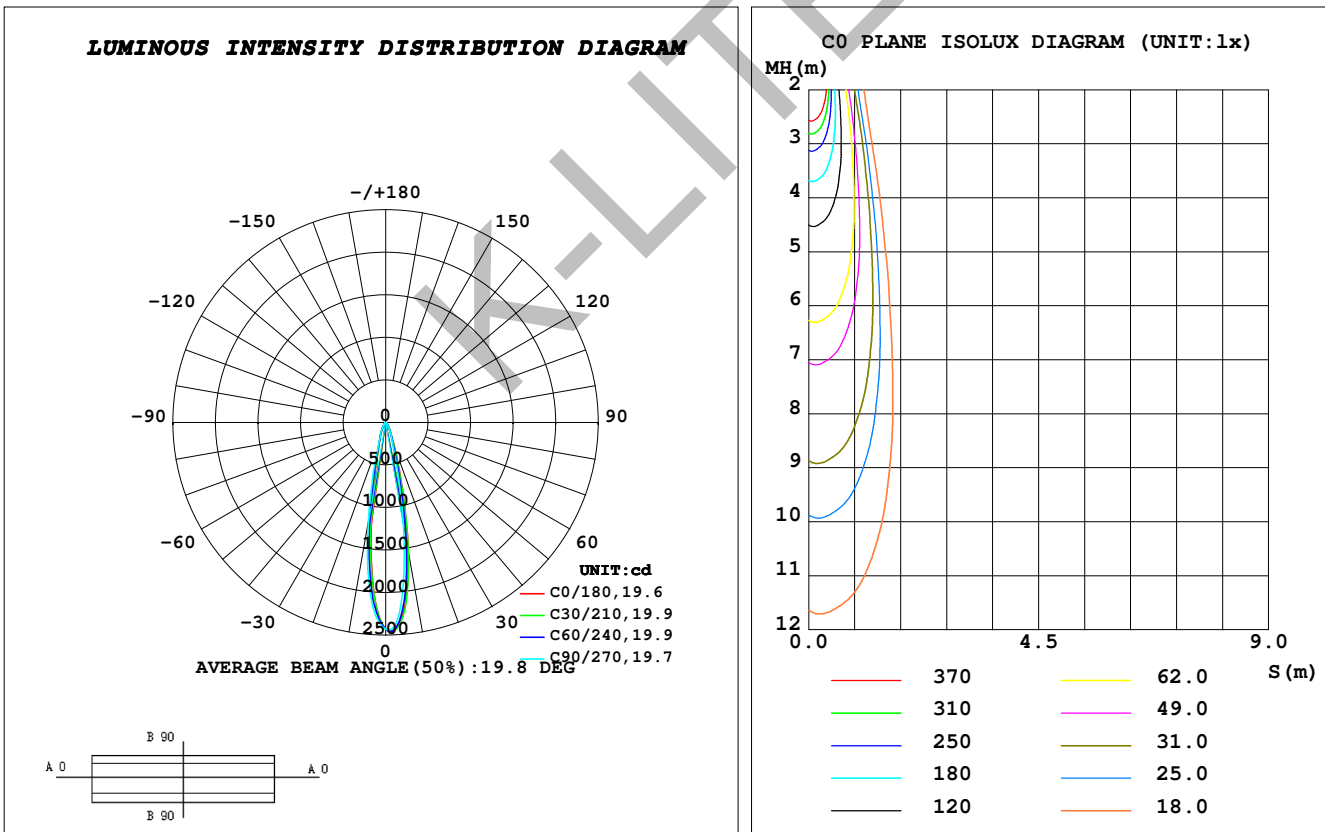 LUMINOUS INTENSITY DISTRIBUTION DIAGRAM
-/+180
-150 150
-120 120
-90 90
-60 60
-30 30
0
0
500
1000
1500
2000
2500
UNIT:cd
C0/180,19.6
C30/210,19.9
C60/240,19.9
C90/270,19.7
AVERAGE BEAM ANGLE(50%):19.8 DEG
B 90
A 0 A 0
B 90
C0 PLANE ISOLUX DIAGRAM (UNIT:lx)
MH(m)
2
3
4
5
6
7
8
9
10
11
12
0.0 4.5 9.0
S(m)
370 62.0
310 49.0
250 31.0
180 25.0
120 18.0
K-LITE